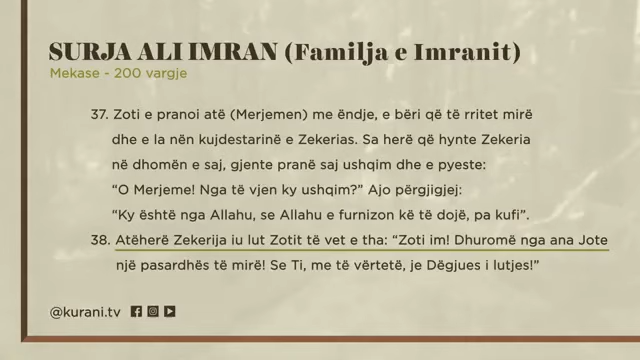 SURJA ALI IMRAN (Familja e Imranit)
Mekase - 200 vargje
37. Zoti e pranoi atë (Merjemen) me ëndje, e bëri që të rritet mirë
dhe e la nën kujdestarinë e Zekerias. Sa herë që hynte Zekeria
në dhomën e saj, gjente pranë saj ushqim dhe e pyeste:
“O Merjeme! Nga të vjen ky ushqim?” Ajo përgjigjej:
“Ky është nga Allahu, se Allahu e furnizon kë të dojë, pa kufi”.
38. Atëherë Zekerija iu lut Zotit të vet e tha: “Zoti im! Dhuromë nga ana Jote
një pasardhës të mirë! Se Ti, me të vërtetë, je Dëgjues i lutjes!”
@kurani.tv